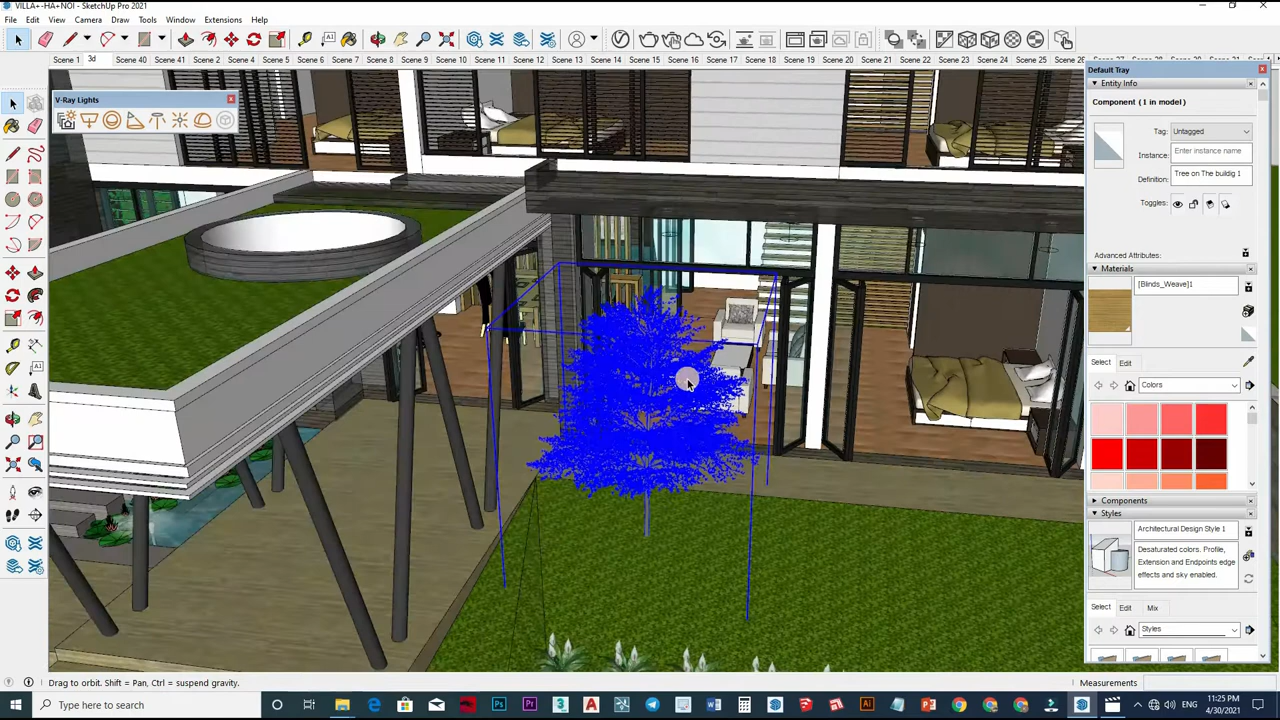 VILLA+-HA+NOI - SketchUp Pro 2021
File Edit View Camera Draw Tools Window Extensions Help
Scene 1 3d Scene 40 Scene 41 Scene 2 Scene 4 Scene 5 Scene 7 Scene 8 Scene 9 Scene 10 Scene 11 Scene 12 Scene 13 Scene 14 Scene 15 Scene 16 Scene 17 Scene 18 Scene 19 Scene 20 Scene 21 Scene 22 Scene 23 Scene 24 Scene 25
V-Ray Lights
Default Tray
Entity Info
Component (1 in model)
Tag: Untagged
Instance: Enter instance name
Definition: Tree on The buildig 1
Toggles:
Advanced Attributes:
Materials
[Blinds_Weave]1
Select Edit
Colors
Components
Styles
Architectural Design Style 1
Desaturated colors. Profile,
Extension and Endpoints edge
effects and sky enabled.
Select Edit Mix
Styles
Drag to orbit. Shift = Pan, Ctrl = suspend gravity.
Measurements
Type here to search
ENG
11:25 PM
4/30/2021